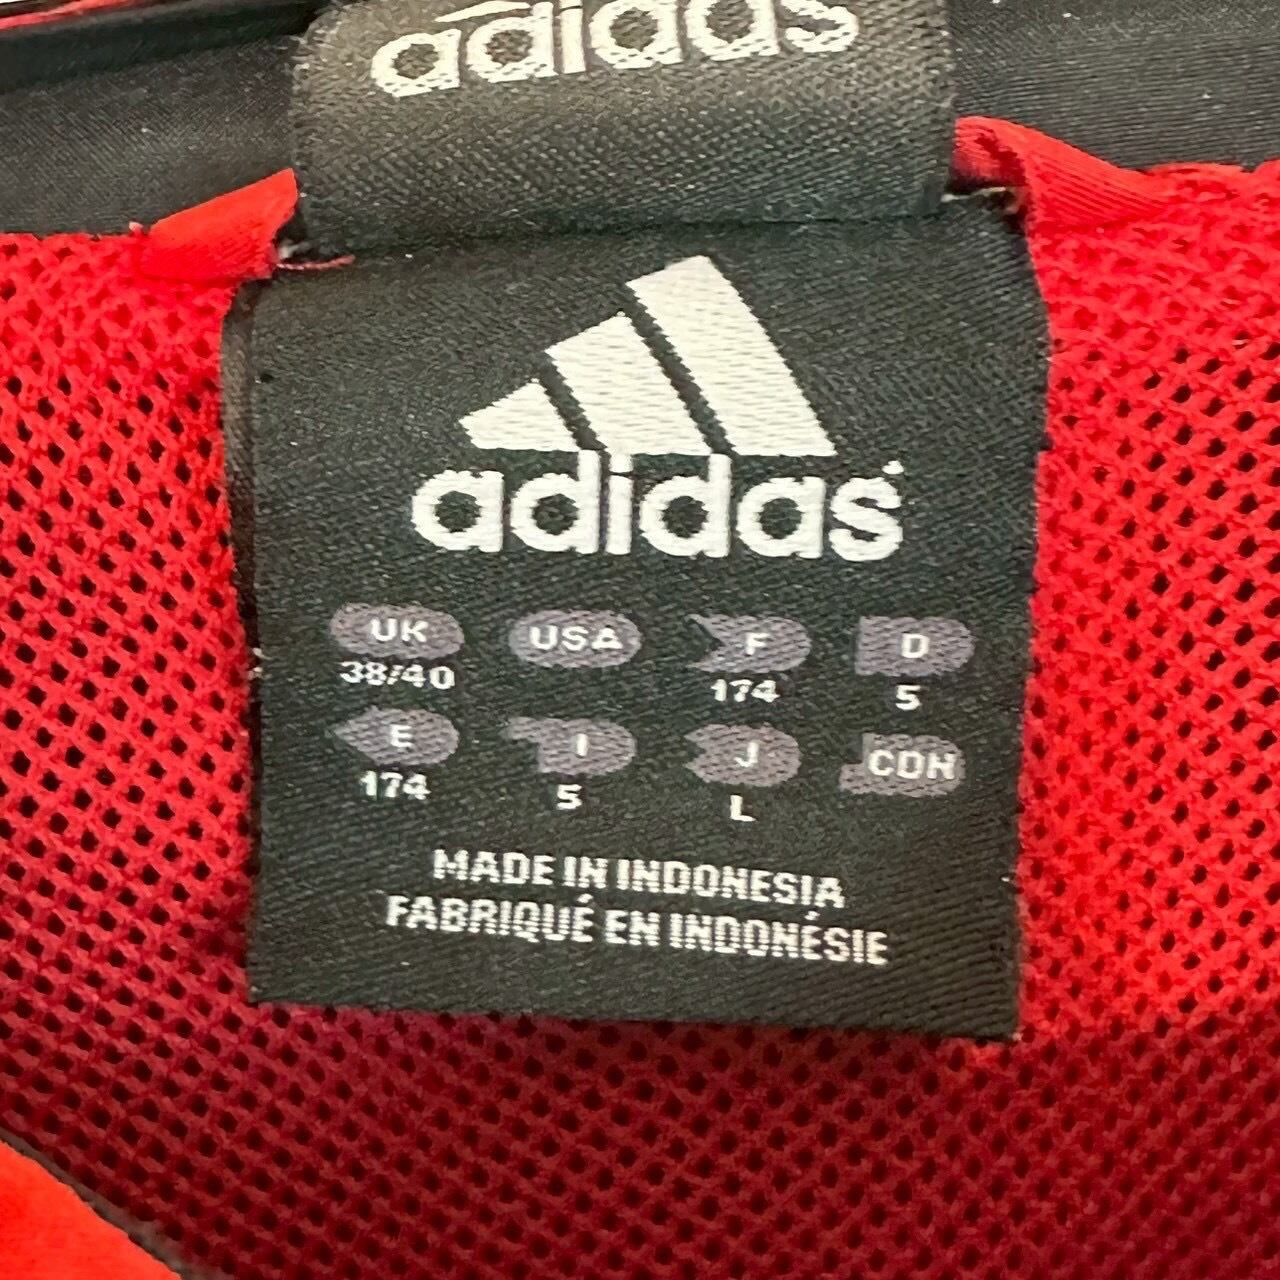 adidas
adidas
UK USA F D
38/40 174 5
E I J CDN
174 5 L
MADE IN INDONESIA
FABRIQUÉ EN INDONÉSIE